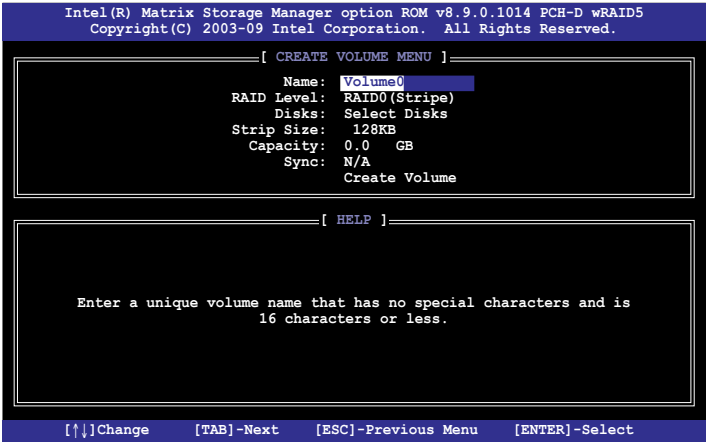 Intel(R) Matrix Storage Manager option ROM v8.9.0.1014 PCH-D wRAID5
Copyright(C) 2003-09 Intel Corporation. All Rights Reserved.
[ CREATE VOLUME MENU ]
Name: Volume0
RAID Level: RAID0(Stripe)
Disks: Select Disks
Strip Size: 128KB
Capacity: 0.0 GB
Sync: N/A
Create Volume
[ HELP ]
Enter a unique volume name that has no special characters and is
16 characters or less.
[↑↓]Change [TAB]-Next [ESC]-Previous Menu [ENTER]-Select